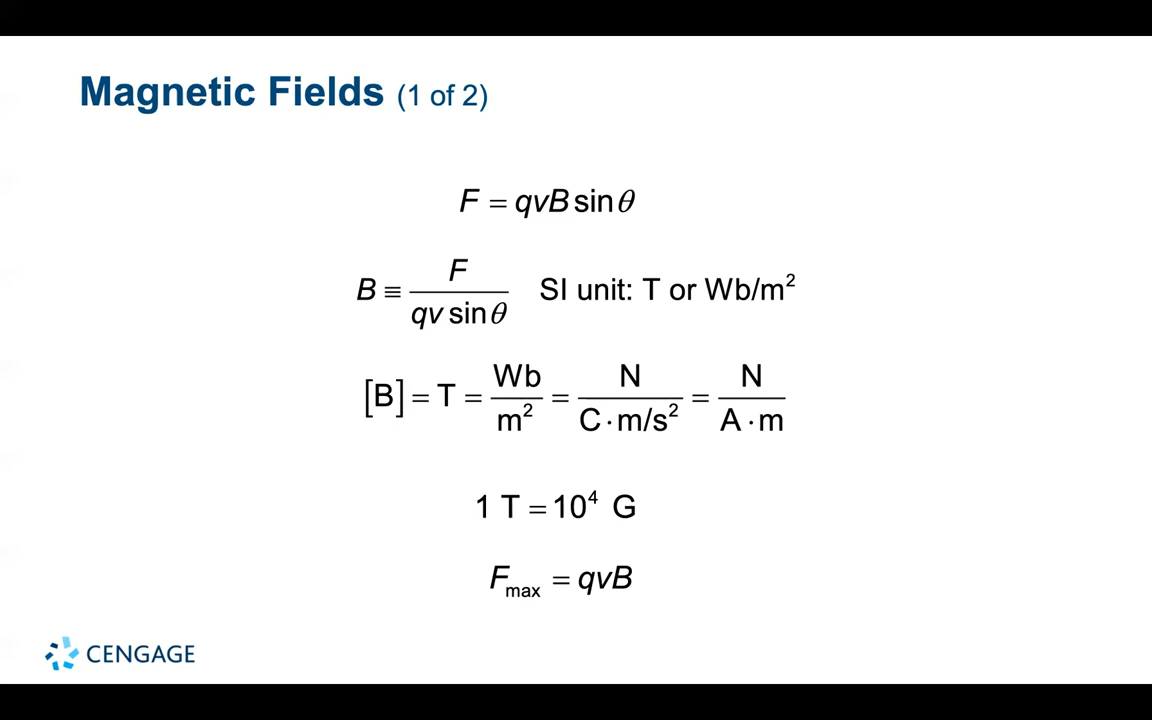 Magnetic Fields (1 of 2)
F = qvB sin θ
B ≡ F / (qv sin θ)   SI unit: T or Wb/m²
[B] = T = Wb/m² = N/(C · m/s²) = N/(A · m)
1 T = 10⁴ G
F_max = qvB
CENGAGE